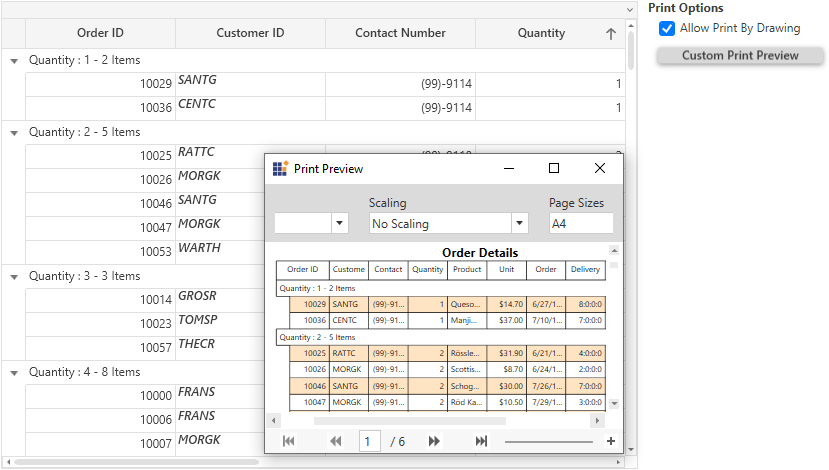 Order ID Customer ID Contact Number Quantity
Print Options
Allow Print By Drawing
Custom Print Preview
Quantity : 1 - 2 Items
10029 SANTG (99)-9114 1
10036 CENTC (99)-9114 1
Quantity : 2 - 5 Items
10025 RATTC
10026 MORGK
10046 SANTG
10047 MORGK
10053 WARTH
Quantity : 3 - 3 Items
10014 GROSR
10023 TOMSP
10057 THECR
Quantity : 4 - 8 Items
10000 FRANS
10006 FRANS
10007 MORGK
Print Preview
Scaling Page Sizes
No Scaling A4
Order Details
Order ID Custome Contact Quantity Product Unit Order Delivery
Quantity : 1 - 2 Items
10029 SANTG (99)-91... 1 Queso... $14.70 6/27/1... 8:0:0:0
10036 CENTC (99)-91... 1 Manji... $37.00 7/10/1... 7:0:0:0
Quantity : 2 - 5 Items
10025 RATTC (99)-91... 2 Rössle... $31.90 6/21/1... 4:0:0:0
10026 MORGK (99)-91... 2 Scottis... $8.70 6/24/1... 2:0:0:0
10046 SANTG (99)-91... 2 Schog... $30.00 7/26/1... 7:0:0:0
10047 MORGK (99)-91... 2 Röd Ka... $10.50 7/29/1... 3:0:0:0
1 / 6